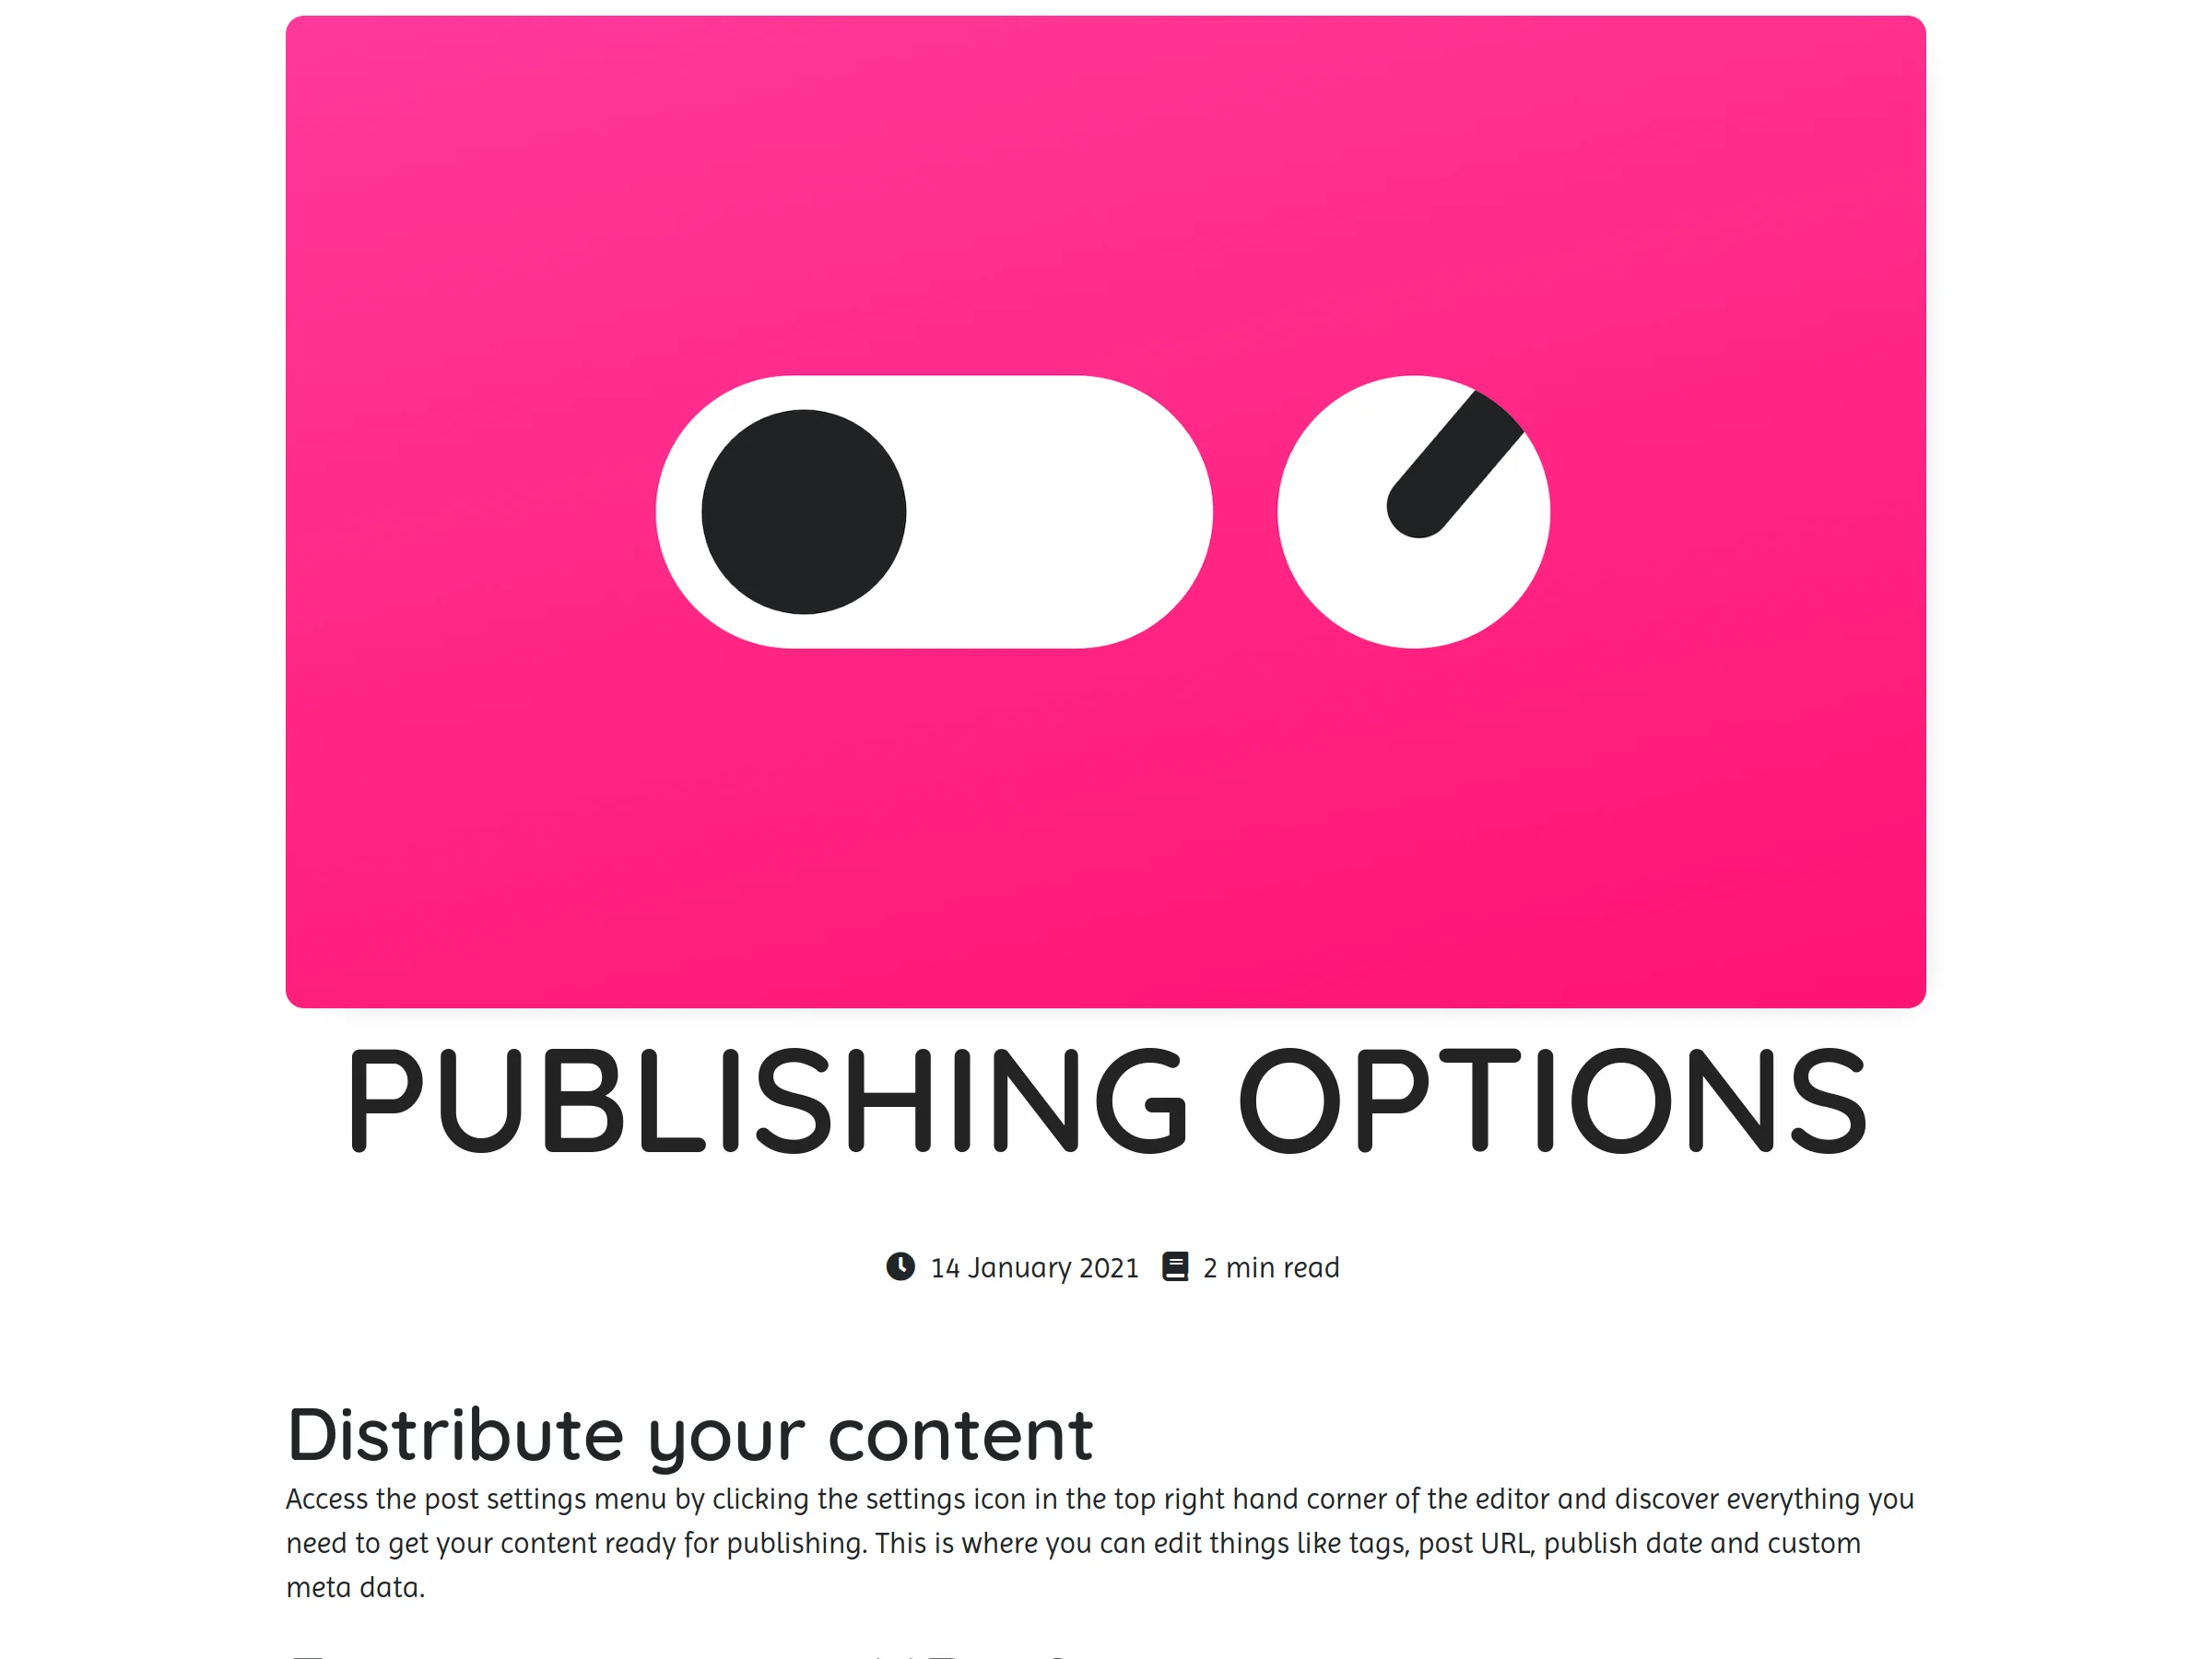 PUBLISHING OPTIONS
14 January 2021 2 min read
Distribute your content
Access the post settings menu by clicking the settings icon in the top right hand corner of the editor and discover everything you
need to get your content ready for publishing. This is where you can edit things like tags, post URL, publish date and custom
meta data.